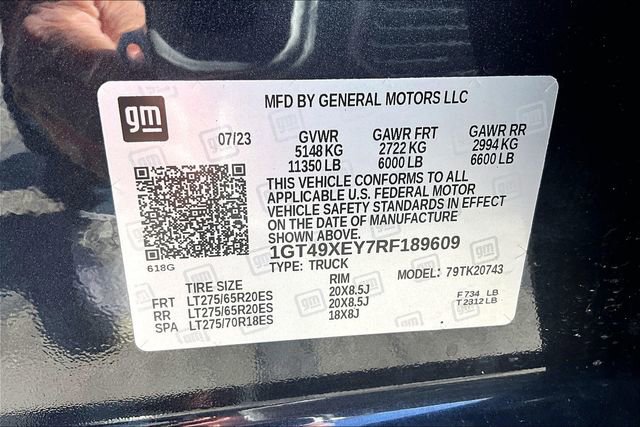 gm
MFD BY GENERAL MOTORS LLC
07/23 GVWR GAWR FRT GAWR RR
5148 KG 2722 KG 2994 KG
11350 LB 6000 LB 6600 LB
THIS VEHICLE CONFORMS TO ALL
APPLICABLE U.S. FEDERAL MOTOR
VEHICLE SAFETY STANDARDS IN EFFECT
ON THE DATE OF MANUFACTURE
SHOWN ABOVE.
1GT49XEY7RF189609
618G TYPE: TRUCK MODEL: 79TK20743
TIRE SIZE RIM
FRT LT275/65R20ES 20X8.5J F 734 LB
RR LT275/65R20ES 20X8.5J T 2312 LB
SPA LT275/70R18ES 18X8J